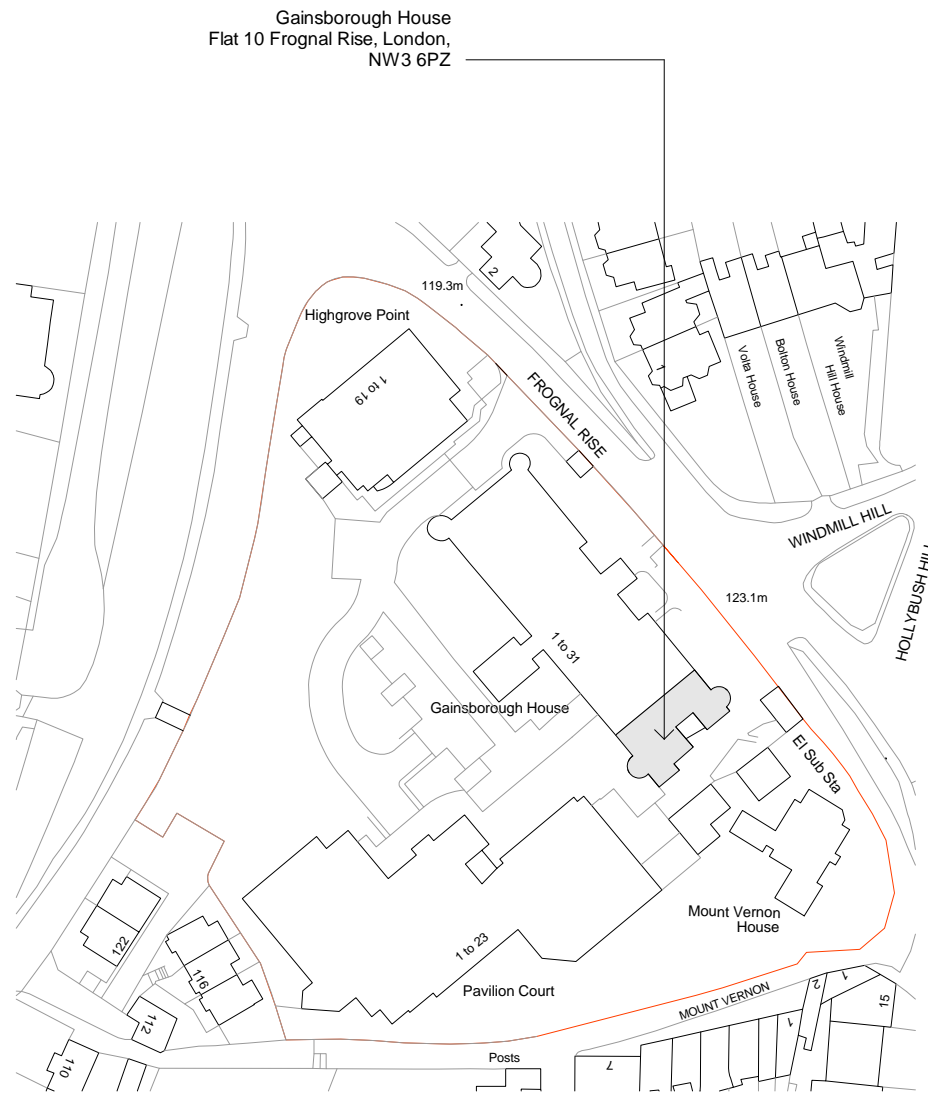 Gainsborough House
Flat 10 Frognal Rise, London,
NW3 6PZ
2
119.3m
Highgrove Point
1 to 19
FROGNAL RISE
1
Volta House
Bolton House
Windmill
Hill House
WINDMILL HILL
HOLLYBUSH HILL
123.1m
1 to 31
Gainsborough House
El Sub Sta
Mount Vernon
House
122
116
112
110
1 to 23
Pavilion Court
MOUNT VERNON
Posts
7
1
2
1
15